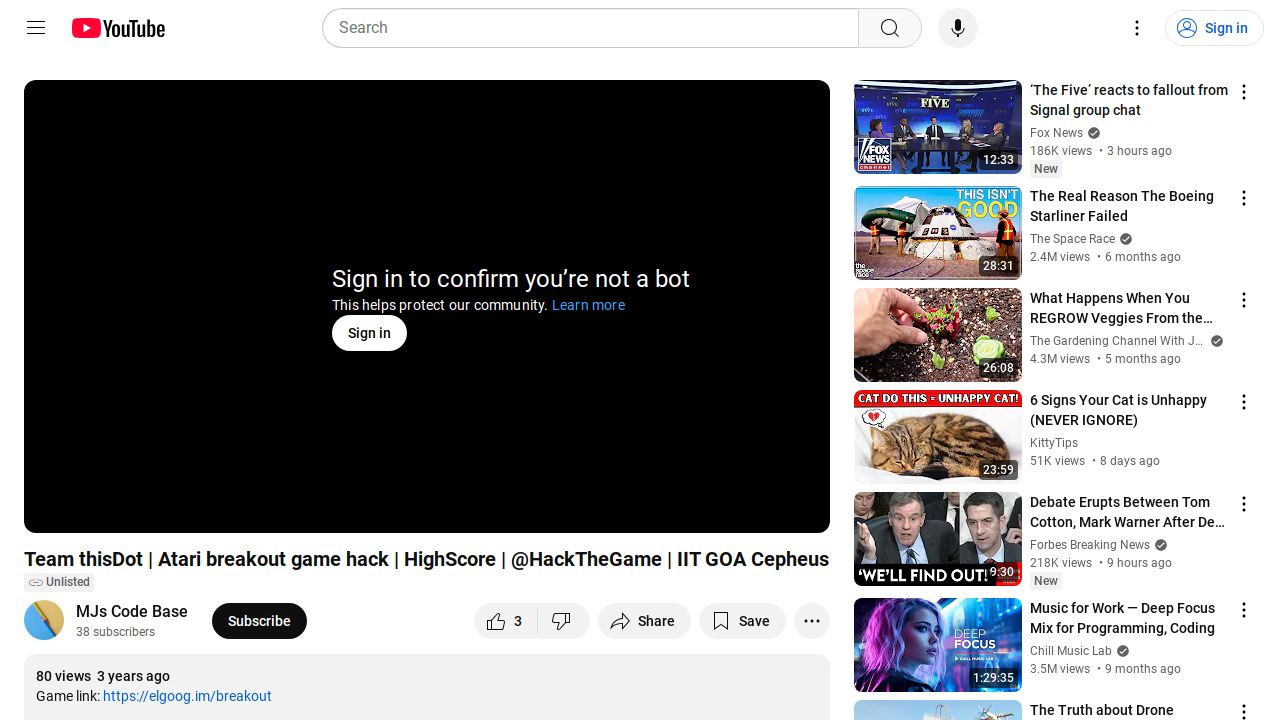 YouTube
Search
Sign in
Sign in to confirm you’re not a bot
This helps protect our community. Learn more
Sign in
Team thisDot | Atari breakout game hack | HighScore | @HackTheGame | IIT GOA Cepheus
Unlisted
MJs Code Base
38 subscribers
Subscribe
3
Share
Save
80 views 3 years ago
Game link: https://elgoog.im/breakout
THE FIVE
FOX NEWS
channel
12:33
‘The Five’ reacts to fallout from
Signal group chat
Fox News
186K views • 3 hours ago
New
THIS ISN'T
GOOD
the space race
28:31
The Real Reason The Boeing
Starliner Failed
The Space Race
2.4M views • 6 months ago
26:08
What Happens When You
REGROW Veggies From the…
The Gardening Channel With J…
4.3M views • 5 months ago
CAT DO THIS = UNHAPPY CAT!
23:59
6 Signs Your Cat is Unhappy
(NEVER IGNORE)
KittyTips
51K views • 8 days ago
‘WE'LL FIND OUT!’
9:30
Debate Erupts Between Tom
Cotton, Mark Warner After De…
Forbes Breaking News
218K views • 9 hours ago
New
DEEP
FOCUS
CHILL MUSIC LAB
1:29:35
Music for Work — Deep Focus
Mix for Programming, Coding
Chill Music Lab
3.5M views • 9 months ago
The Truth about Drone